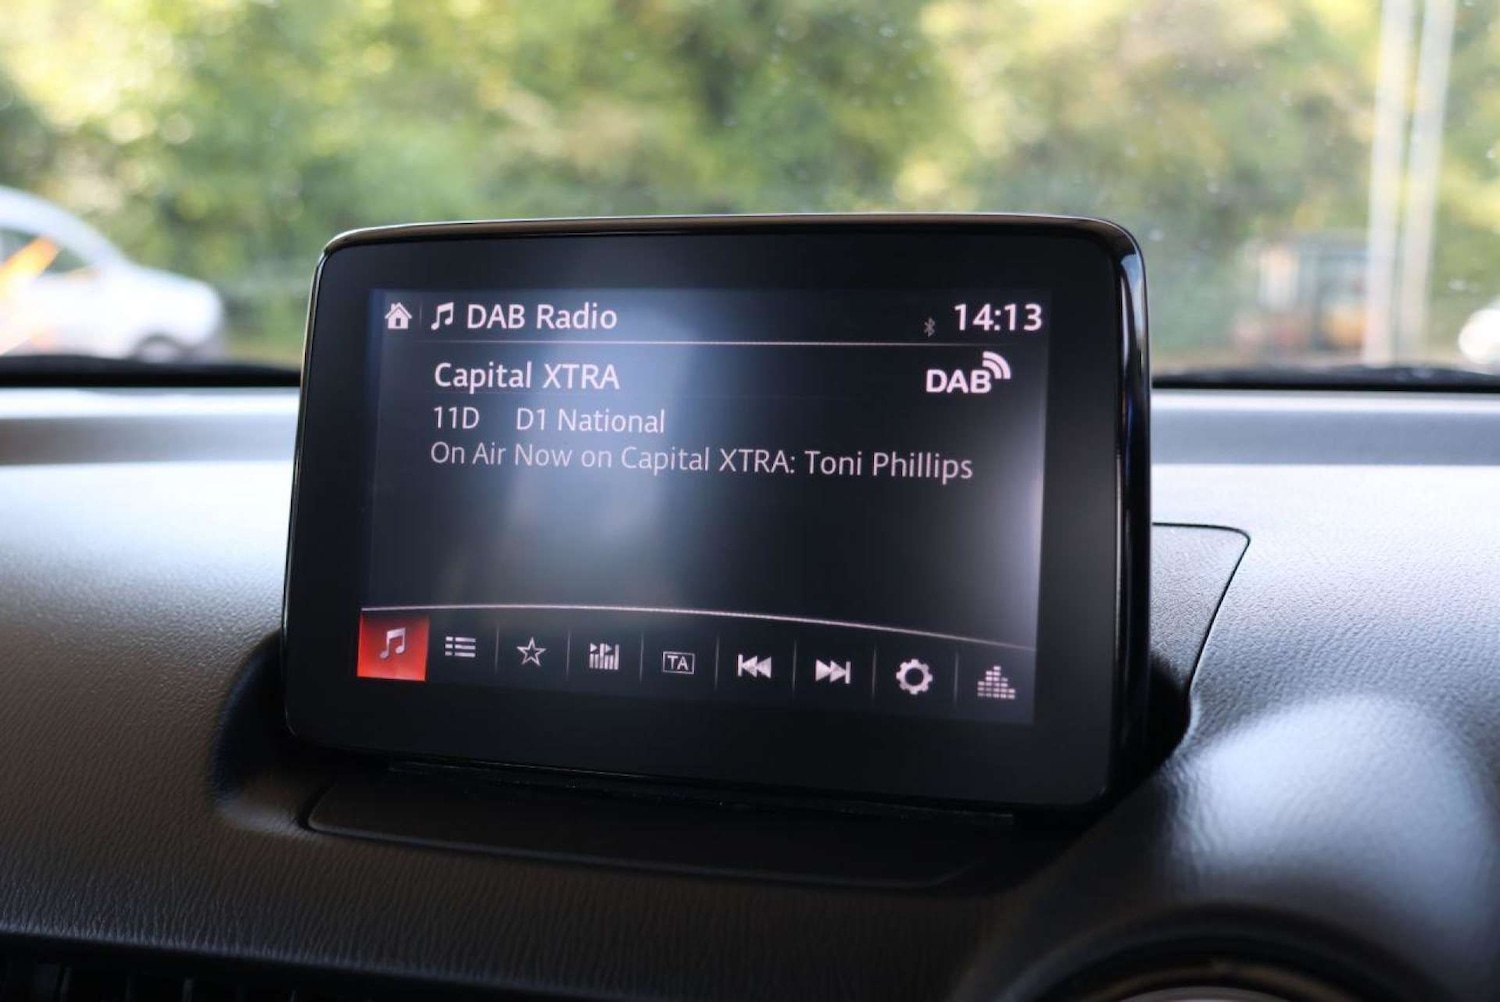 DAB Radio 14:13
Capital XTRA DAB
11D D1 National
On Air Now on Capital XTRA: Toni Phillips
TA